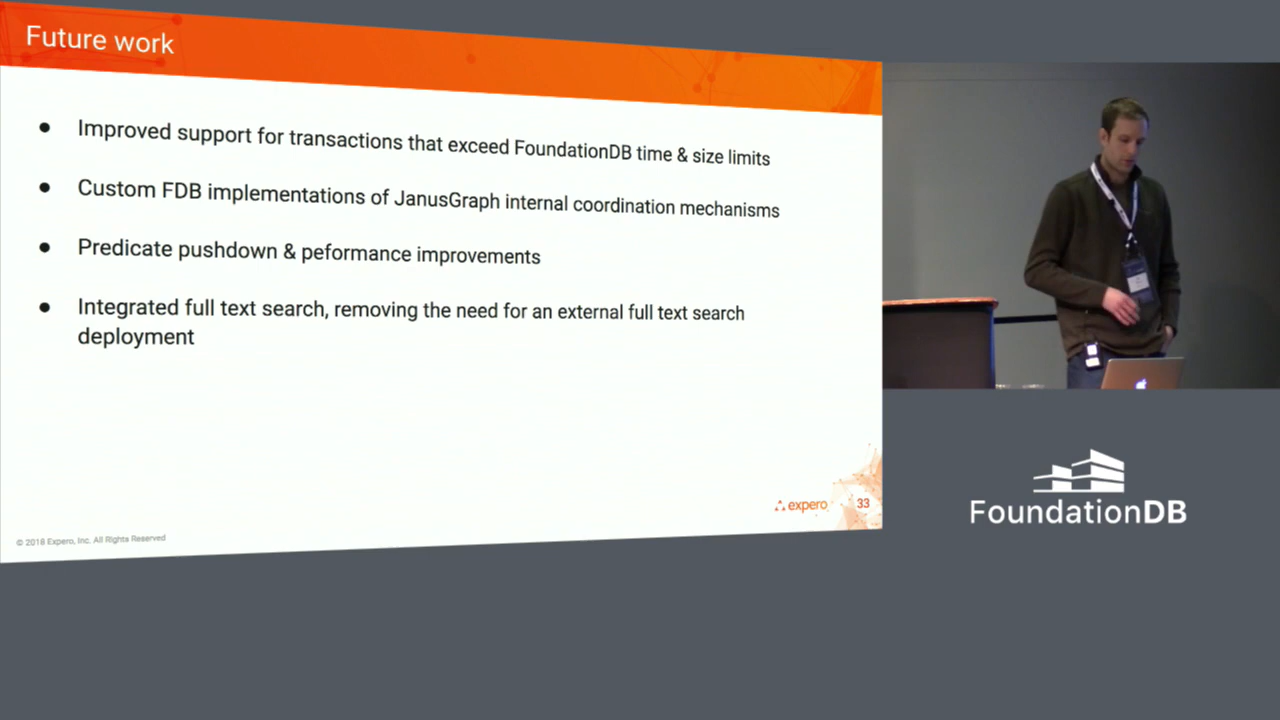 Future work
● Improved support for transactions that exceed FoundationDB time & size limits
● Custom FDB implementations of JanusGraph internal coordination mechanisms
● Predicate pushdown & peformance improvements
● Integrated full text search, removing the need for an external full text search
deployment
expero
33
© 2018 Expero, Inc. All Rights Reserved
FoundationDB